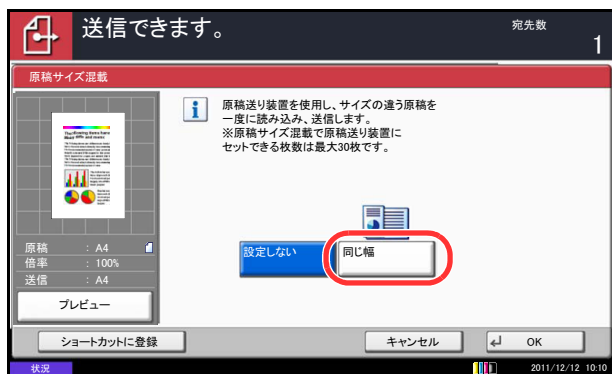 送信できます。
宛先数
1
原稿サイズ混載
原稿送り装置を使用し、サイズの違う原稿を
一度に読み込み、送信します。
※原稿サイズ混載で原稿送り装置に
セットできる枚数は最大30枚です。
原稿 : A4
倍率 : 100%
送信 : A4
プレビュー
設定しない
同じ幅
ショートカットに登録
キャンセル
OK
状況
2011/12/12 10:10